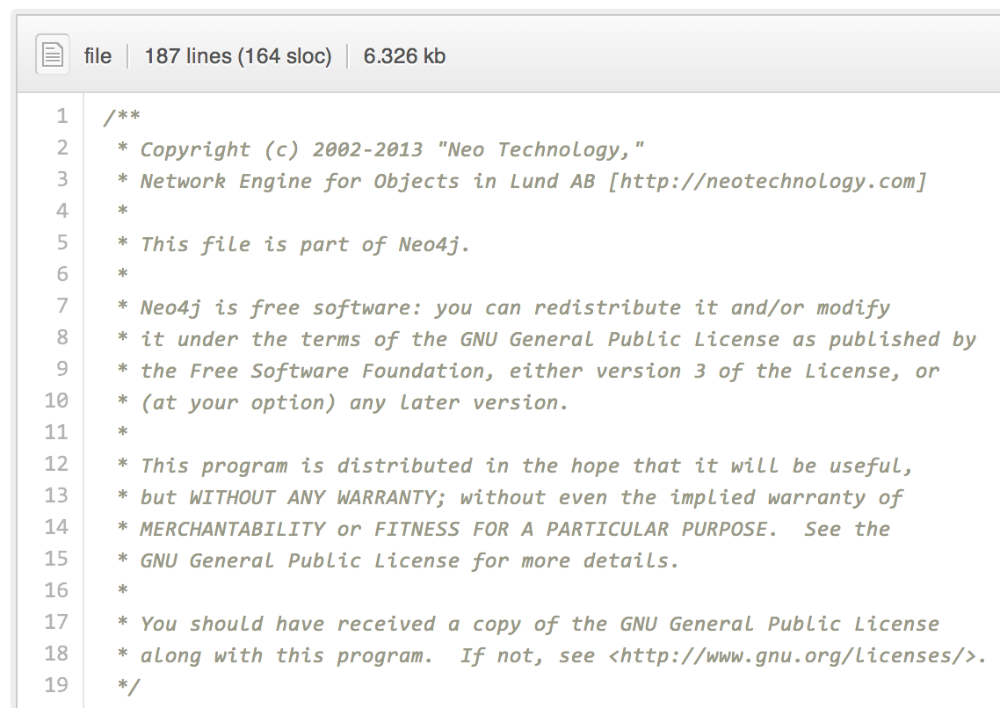 file | 187 lines (164 sloc) | 6.326 kb
1 /**
2 * Copyright (c) 2002-2013 "Neo Technology,"
3 * Network Engine for Objects in Lund AB [http://neotechnology.com]
4 *
5 * This file is part of Neo4j.
6 *
7 * Neo4j is free software: you can redistribute it and/or modify
8 * it under the terms of the GNU General Public License as published by
9 * the Free Software Foundation, either version 3 of the License, or
10 * (at your option) any later version.
11 *
12 * This program is distributed in the hope that it will be useful,
13 * but WITHOUT ANY WARRANTY; without even the implied warranty of
14 * MERCHANTABILITY or FITNESS FOR A PARTICULAR PURPOSE.  See the
15 * GNU General Public License for more details.
16 *
17 * You should have received a copy of the GNU General Public License
18 * along with this program.  If not, see <http://www.gnu.org/licenses/>.
19 */